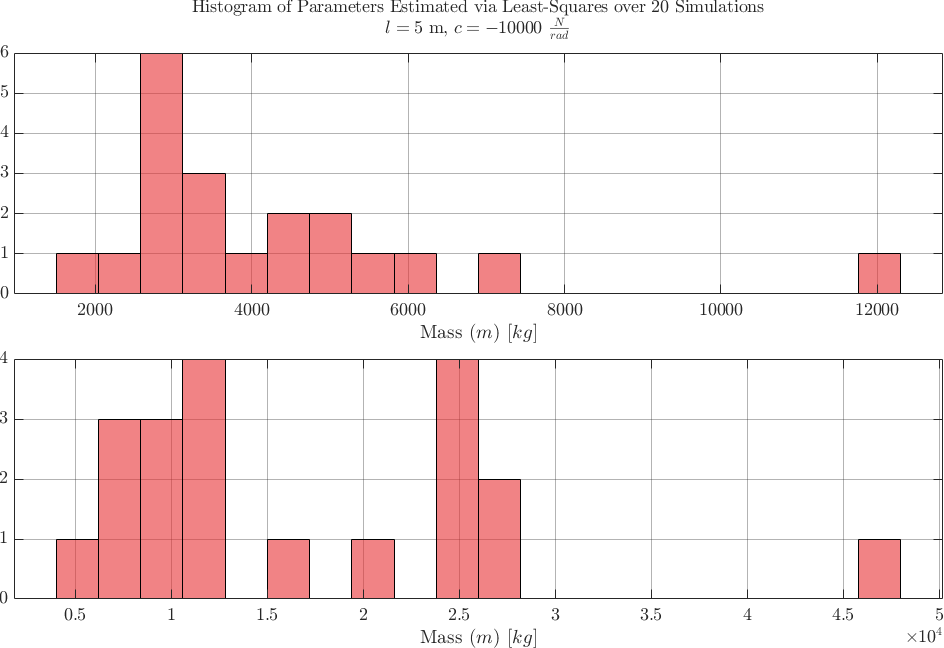 Histogram of Parameters Estimated via Least-Squares over 20 Simulations
l = 5 m, c = −10000 N/rad
6
5
4
3
2
1
0
2000 4000 6000 8000 10000 12000
Mass (m) [kg]
4
3
2
1
0
0.5 1 1.5 2 2.5 3 3.5 4 4.5 5
×10⁴
Mass (m) [kg]